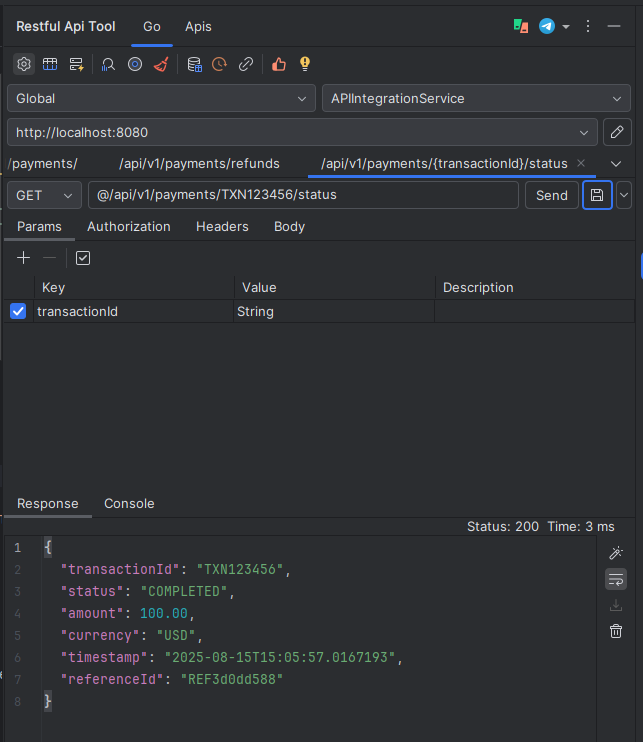 Restful Api Tool Go Apis
Global APIIntegrationService
http://localhost:8080
/payments/ /api/v1/payments/refunds /api/v1/payments/{transactionId}/status
GET @/api/v1/payments/TXN123456/status Send
Params Authorization Headers Body
Key Value Description
transactionId String
Response Console
Status: 200 Time: 3 ms
1 {
2 "transactionId": "TXN123456",
3 "status": "COMPLETED",
4 "amount": 100.00,
5 "currency": "USD",
6 "timestamp": "2025-08-15T15:05:57.0167193",
7 "referenceId": "REF3d0dd588"
8 }